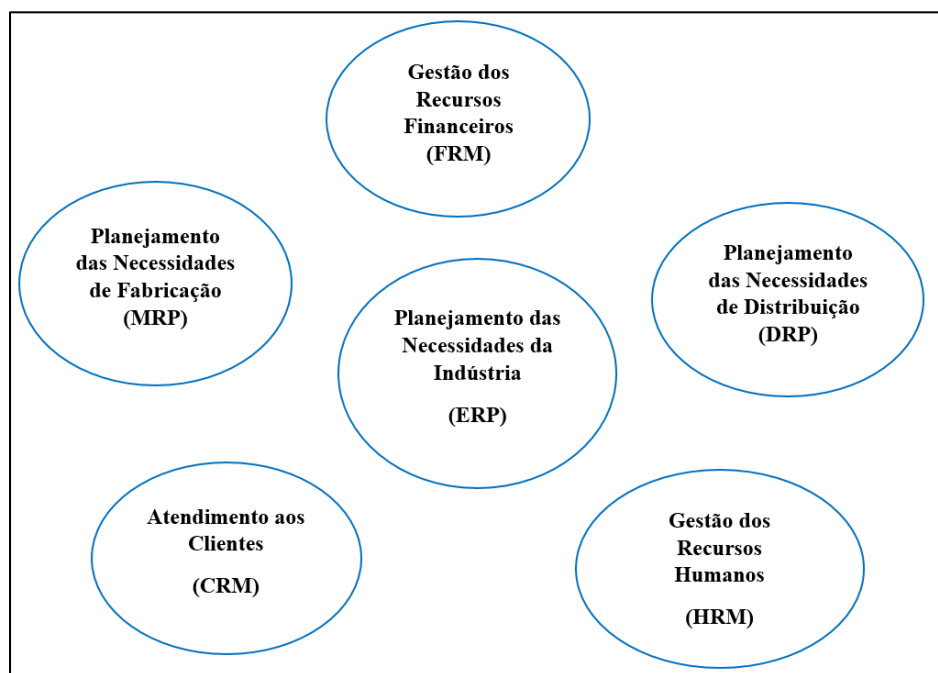 Gestão dos
Recursos
Financeiros
(FRM)
Planejamento
das Necessidades
de Fabricação
(MRP)
Planejamento
das Necessidades
de Distribuição
(DRP)
Planejamento das
Necessidades da
Indústria
(ERP)
Atendimento aos
Clientes
(CRM)
Gestão dos
Recursos
Humanos
(HRM)